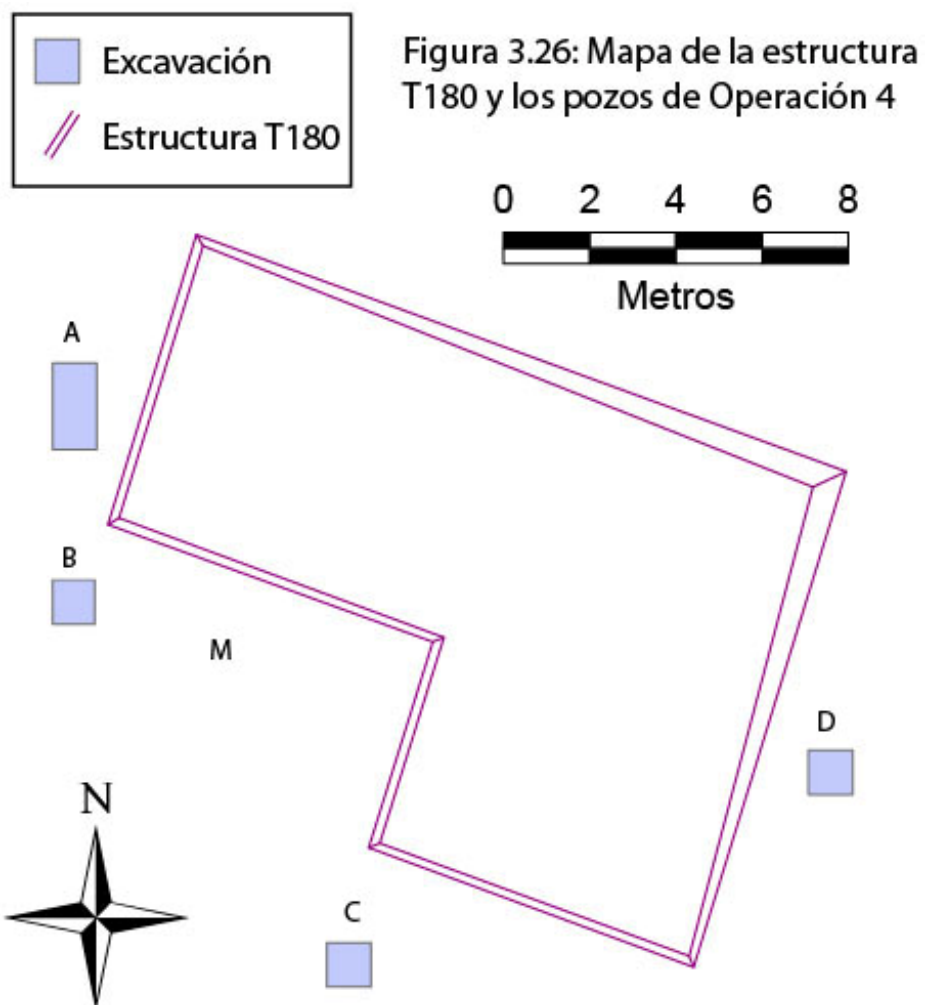 Excavación
Estructura T180
Figura 3.26: Mapa de la estructura
T180 y los pozos de Operación 4
0 2 4 6 8
Metros
A
B
M
D
N
C